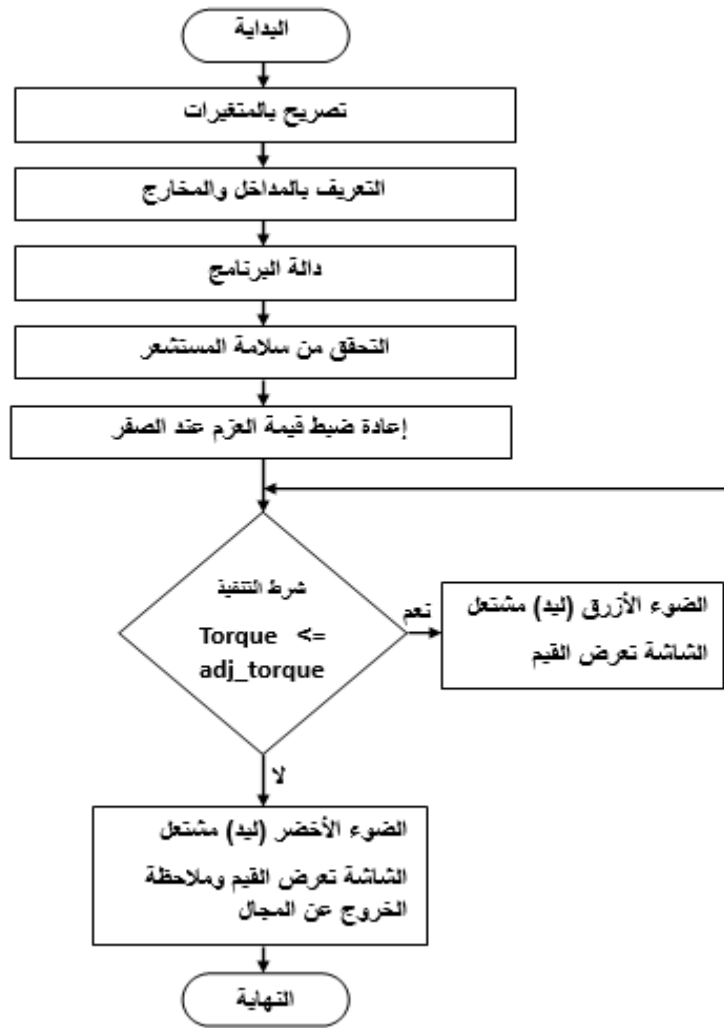 البداية
تصريح بالمتغيرات
التعريف بالمداخل والمخارج
دالة البرنامج
التحقق من سلامة المستشعر
إعادة ضبط قيمة العزم عند الصفر
شرط التنفيذ
Torque <=
adj_torque
نعم
الضوء الأزرق (ليد) مشتعل
الشاشة تعرض القيم
لا
الضوء الأخضر (ليد) مشتعل
الشاشة تعرض القيم وملاحظة
الخروج عن المجال
النهاية